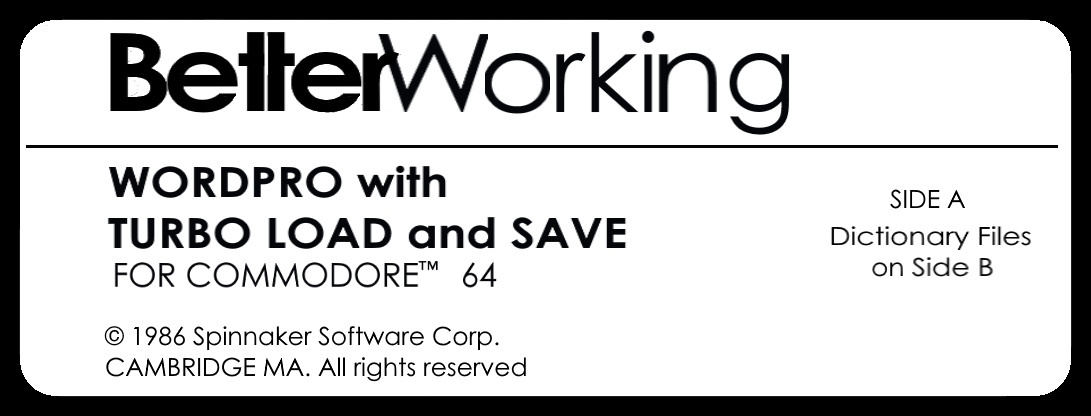 BetterWorking
WORDPRO with
TURBO LOAD and SAVE
FOR COMMODORE™ 64
SIDE A
Dictionary Files
on Side B
© 1986 Spinnaker Software Corp.
CAMBRIDGE MA. All rights reserved